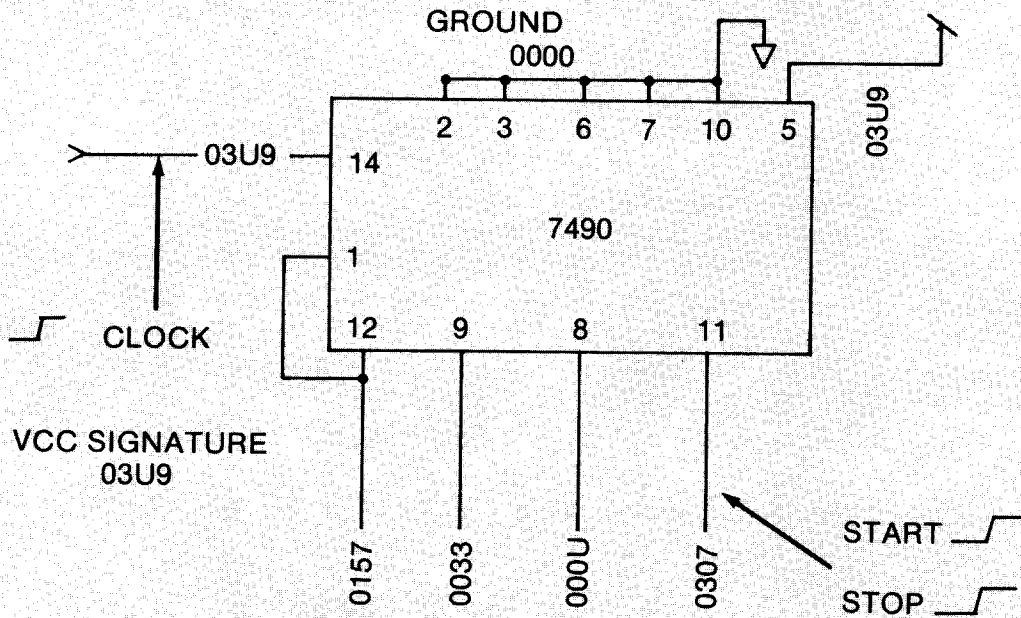 GROUND
0000
2 3 6 7 10 5
03U9
03U9
14
7490
1
12 9 8 11
CLOCK
VCC SIGNATURE
03U9
0157
0033
000U
0307
START
STOP